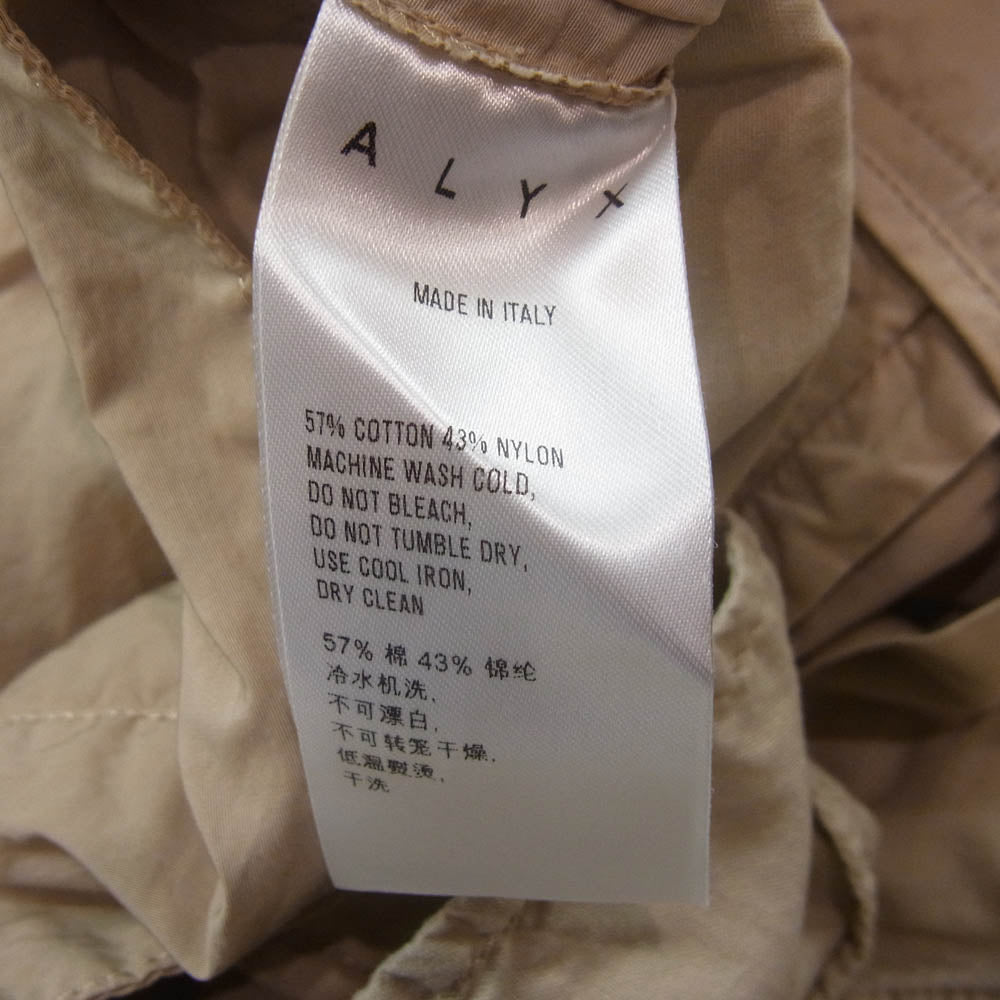 ALYX
MADE IN ITALY
57% COTTON 43% NYLON
MACHINE WASH COLD,
DO NOT BLEACH,
DO NOT TUMBLE DRY,
USE COOL IRON,
DRY CLEAN
57% 棉 43% 锦纶
冷水机洗,
不可漂白,
不可转笼干燥,
低温熨烫,
干洗